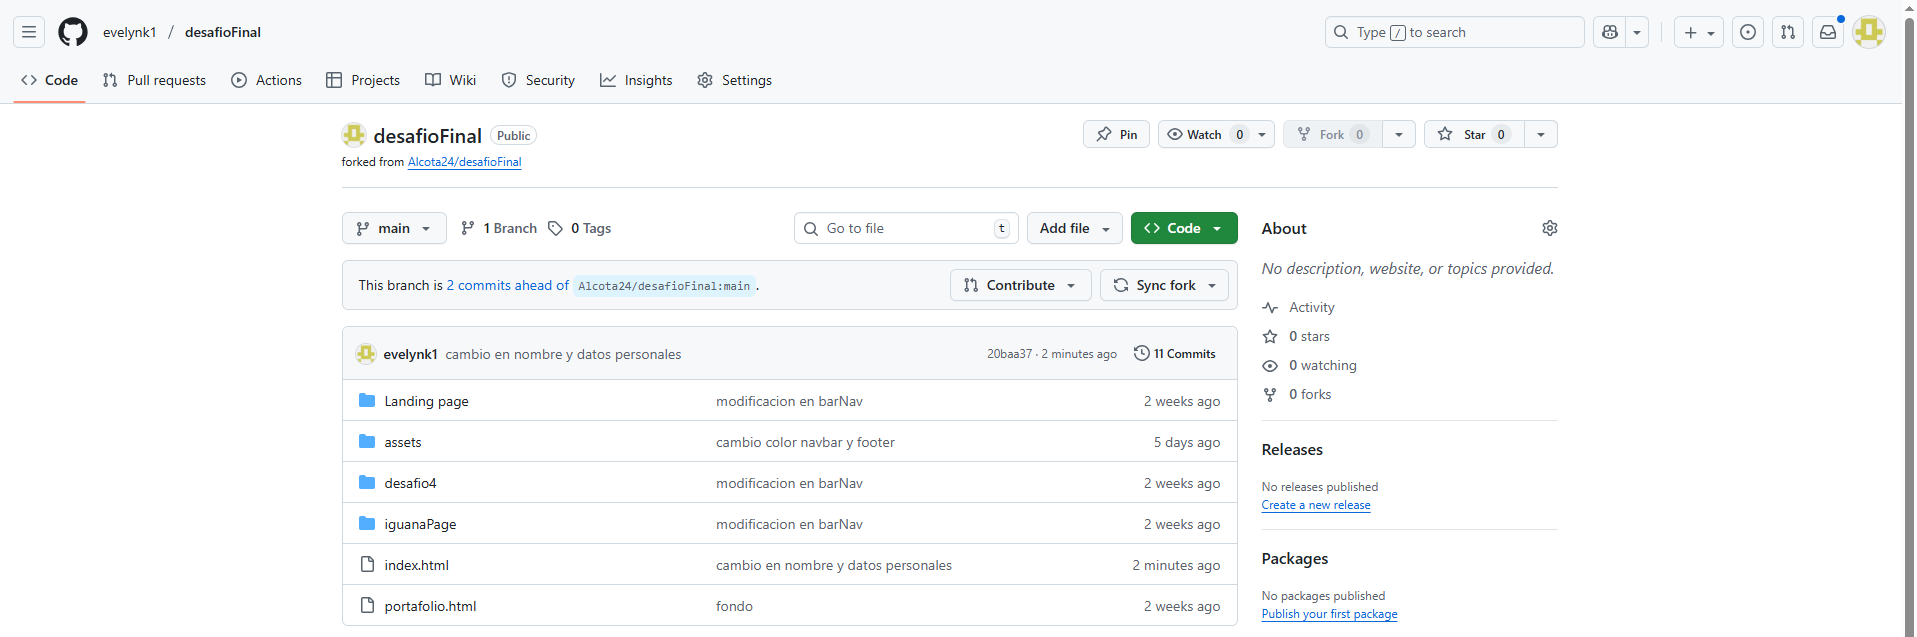 evelynk1 / desafioFinal
Type / to search
Code Pull requests Actions Projects Wiki Security Insights Settings
desafioFinal Public
Pin Watch 0 Fork 0 Star 0
forked from Alcota24/desafioFinal
main 1 Branch 0 Tags
Go to file t Add file Code
This branch is 2 commits ahead of Alcota24/desafioFinal:main .
Contribute Sync fork
evelynk1 cambio en nombre y datos personales 20baa37 · 2 minutes ago 11 Commits
Landing page modificacion en barNav 2 weeks ago
assets cambio color navbar y footer 5 days ago
desafio4 modificacion en barNav 2 weeks ago
iguanaPage modificacion en barNav 2 weeks ago
index.html cambio en nombre y datos personales 2 minutes ago
portafolio.html fondo 2 weeks ago
About
No description, website, or topics provided.
Activity
0 stars
0 watching
0 forks
Releases
No releases published
Create a new release
Packages
No packages published
Publish your first package